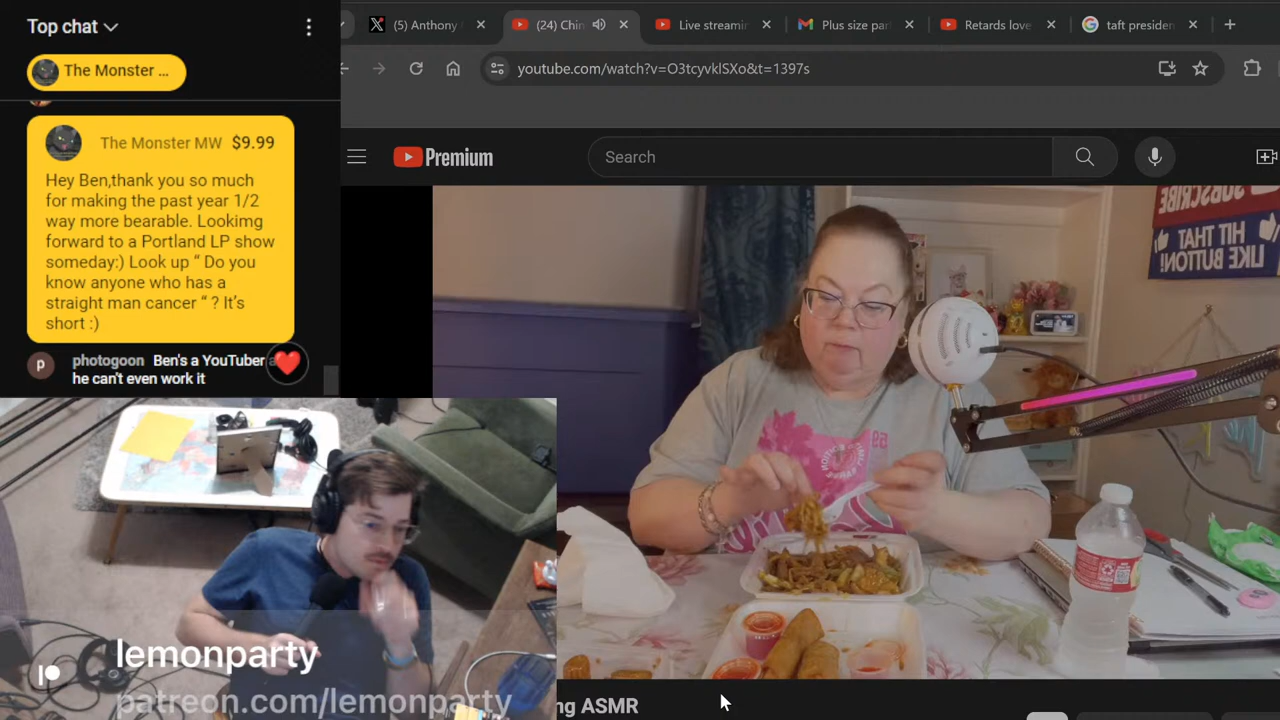 Top chat
The Monster ...
The Monster MW $9.99
Hey Ben,thank you so much
for making the past year 1/2
way more bearable. Lookimg
forward to a Portland LP show
someday:) Look up “ Do you
know anyone who has a
straight man cancer “ ? It’s
short :)
P photogoon Ben's a YouTuber
he can't even work it
(5) Anthony
(24) Chin
Live streamin
Plus size par
Retards love
taft presiden
youtube.com/watch?v=O3tcyvklSXo&t=1397s
Premium
Search
SUBSCRIBE
HIT THAT
LIKE BUTTON!
lemonparty
patreon.com/lemonparty
ng ASMR